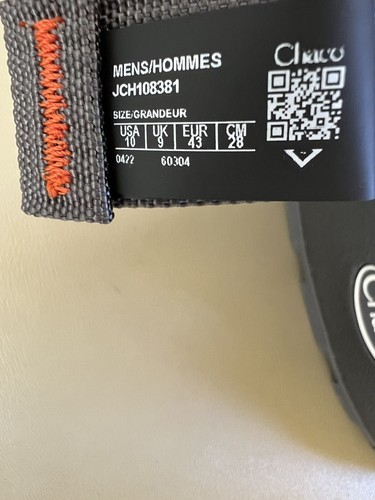 Chaco
MENS/HOMMES
JCH108381
SIZE/GRANDEUR
USA UK EUR CM
10 9 43 28
0422 60304